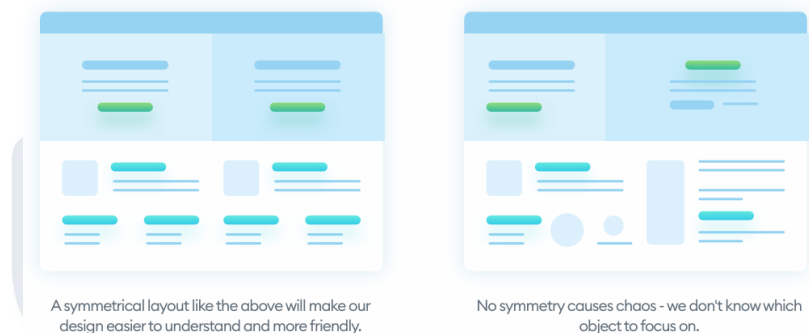 A symmetrical layout like the above will make our
design easier to understand and more friendly.
No symmetry causes chaos - we don't know which
object to focus on.